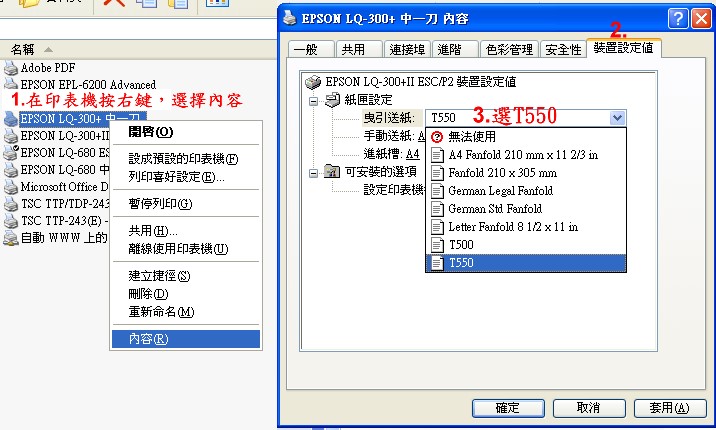 名稱
Adobe PDF
EPSON EPL-6200 Advanced
1.在印表機按右鍵，選擇內容
EPSON LQ-300+ 中一刀
EPSON LQ-300+II
EPSON LQ-680 ES
EPSON LQ-680 中
Microsoft Office D
TSC TTP/TDP-243
TSC TTP-243(E) -
自動 WWW 上的
開啟(O)
設成預設的印表機(F)
列印喜好設定(E)...
暫停列印(G)
共用(H)...
離線使用印表機(U)
建立捷徑(S)
刪除(D)
重新命名(M)
內容(R)
EPSON LQ-300+ 中一刀 內容
2.
一般 共用 連接埠 進階 色彩管理 安全性 裝置設定值
EPSON LQ-300+II ESC/P2 裝置設定值
紙匣設定
曳引送紙: T550
3.選T550
手動送紙: A
進紙槽: A4
可安裝的選項
設定印表機
無法使用
A4 Fanfold 210 mm x 11 2/3 in
Fanfold 210 x 305 mm
German Legal Fanfold
German Std Fanfold
Letter Fanfold 8 1/2 x 11 in
T500
T550
確定 取消 套用(A)